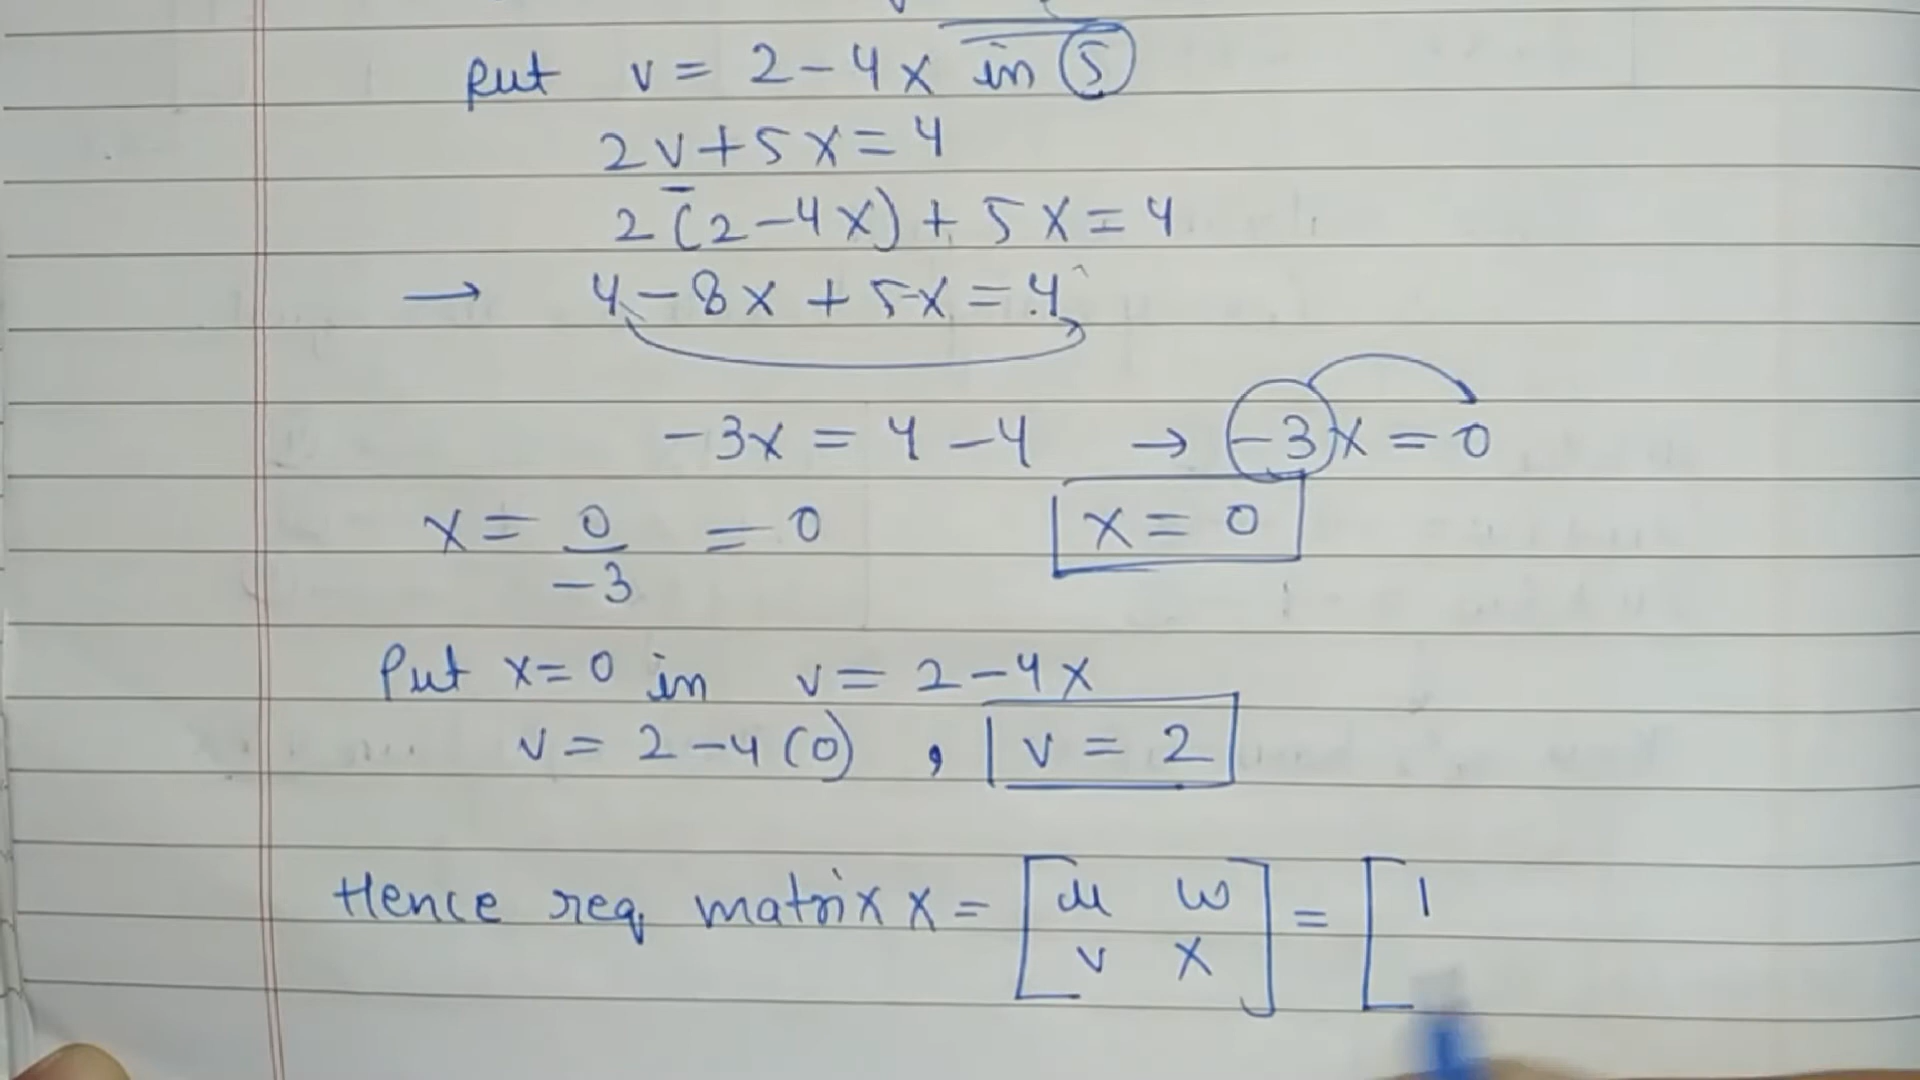 Put v = 2 - 4x in ⑤
2v + 5x = 4
2(2 - 4x) + 5x = 4
→ 4 - 8x + 5x = 4
-3x = 4 - 4 → -3x = 0
x = 0/-3 = 0 x = 0
Put x = 0 in v = 2 - 4x
v = 2 - 4(0) , v = 2
Hence req. matrix X = [u w] = [1
v x